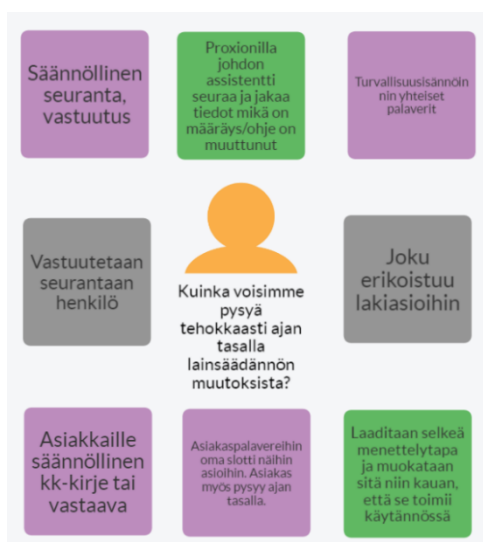 Säännöllinen
seuranta,
vastuutus
Proxionilla
johdon
assistentti
seuraa ja jakaa
tiedot mikä on
määräys/ohje on
muuttunut
Turvallisuusisännöin
nin yhteiset
palaverit
Vastuutetaan
seurantaan
henkilö
Kuinka voisimme
pysyä
tehokkaasti ajan
tasalla
lainsäädännön
muutoksista?
Joku
erikoistuu
lakiasioihin
Asiakkaille
säännöllinen
kk-kirje tai
vastaava
Asiakaspalavereihin
oma slotti näihin
asioihin. Asiakas
myös pysyy ajan
tasalla.
Laaditaan selkeä
menettelytapa
ja muokataan
sitä niin kauan,
että se toimii
käytännössä